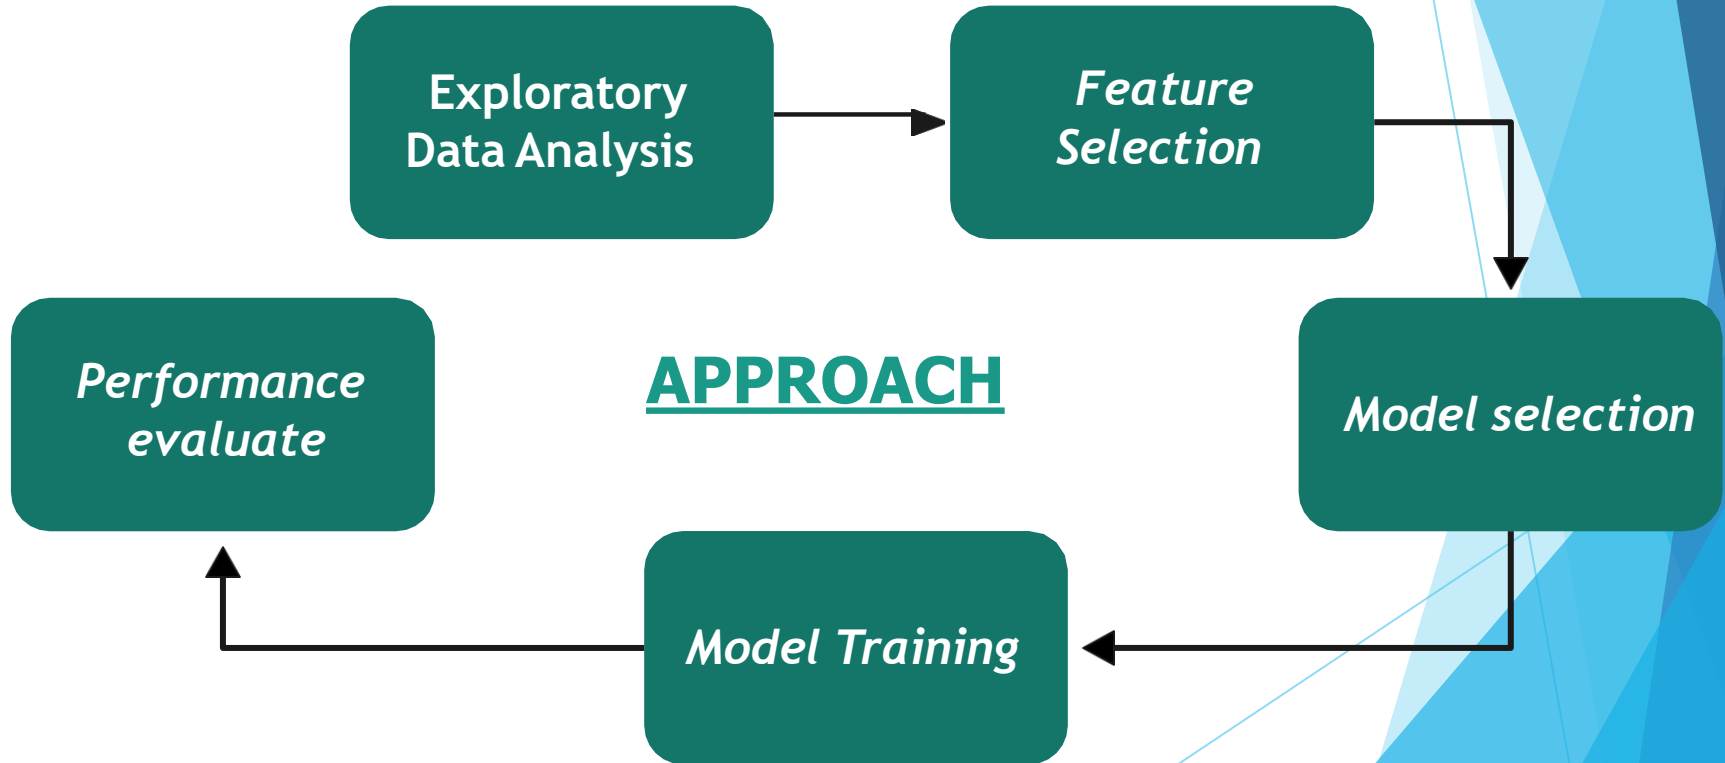 Exploratory
Data Analysis
Feature
Selection
Performance
evaluate
APPROACH
Model selection
Model Training